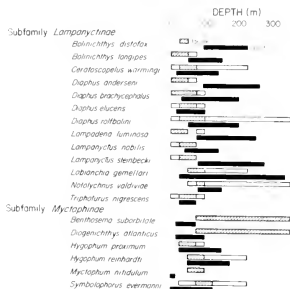 DEPTH (m)
100 200 300
Subfamily Lampanyctinae
Bolinichthys distofax
Bolinichthys longipes
Ceratoscopelus warmingi
Diaphus anderseni
Diaphus brachycephalus
Diaphus elucens
Diaphus rolfbolini
Lampadena luminosa
Lampanyctus nobilis
Lampanyctus steinbecki
Lobianchia gemellari
Notolychnus valdiviae
Triphoturus nigrescens
Subfamily Myctophinae
Benthosema suborbitale
Diogenichthys atlanticus
Hygophum proximum
Hygophum reinhardti
Myctophum nitidulum
Symbolophorus evermanni